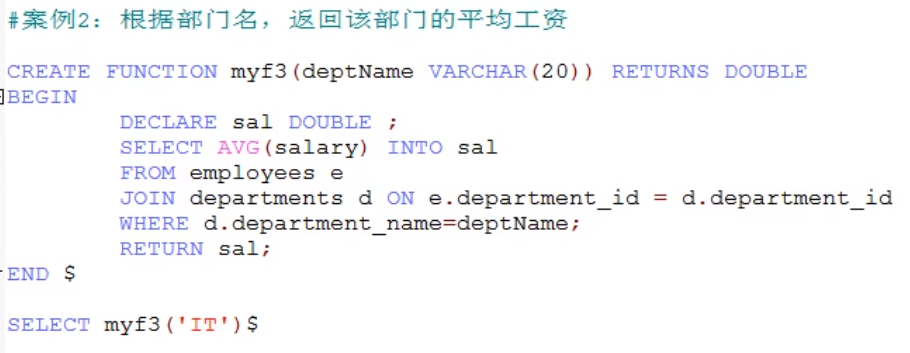 #案例2：根据部门名，返回该部门的平均工资
CREATE FUNCTION myf3(deptName VARCHAR(20)) RETURNS DOUBLE
BEGIN
DECLARE sal DOUBLE ;
SELECT AVG(salary) INTO sal
FROM employees e
JOIN departments d ON e.department_id = d.department_id
WHERE d.department_name=deptName;
RETURN sal;
END $
SELECT myf3('IT')$